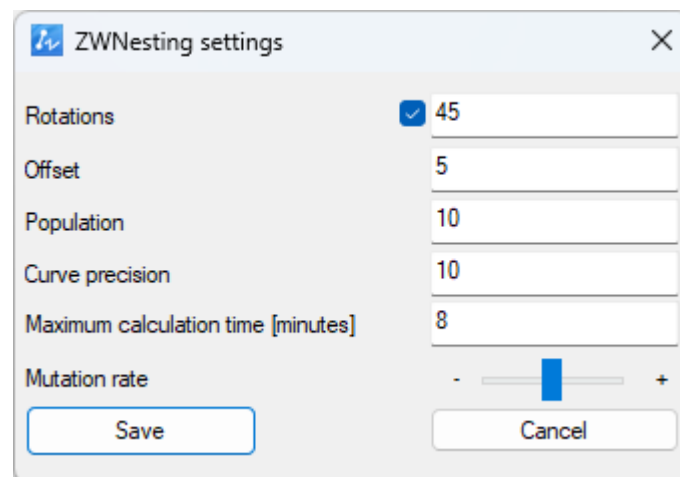 ZWNesting settings
Rotations 45
Offset 5
Population 10
Curve precision 10
Maximum calculation time [minutes] 8
Mutation rate - +
Save Cancel